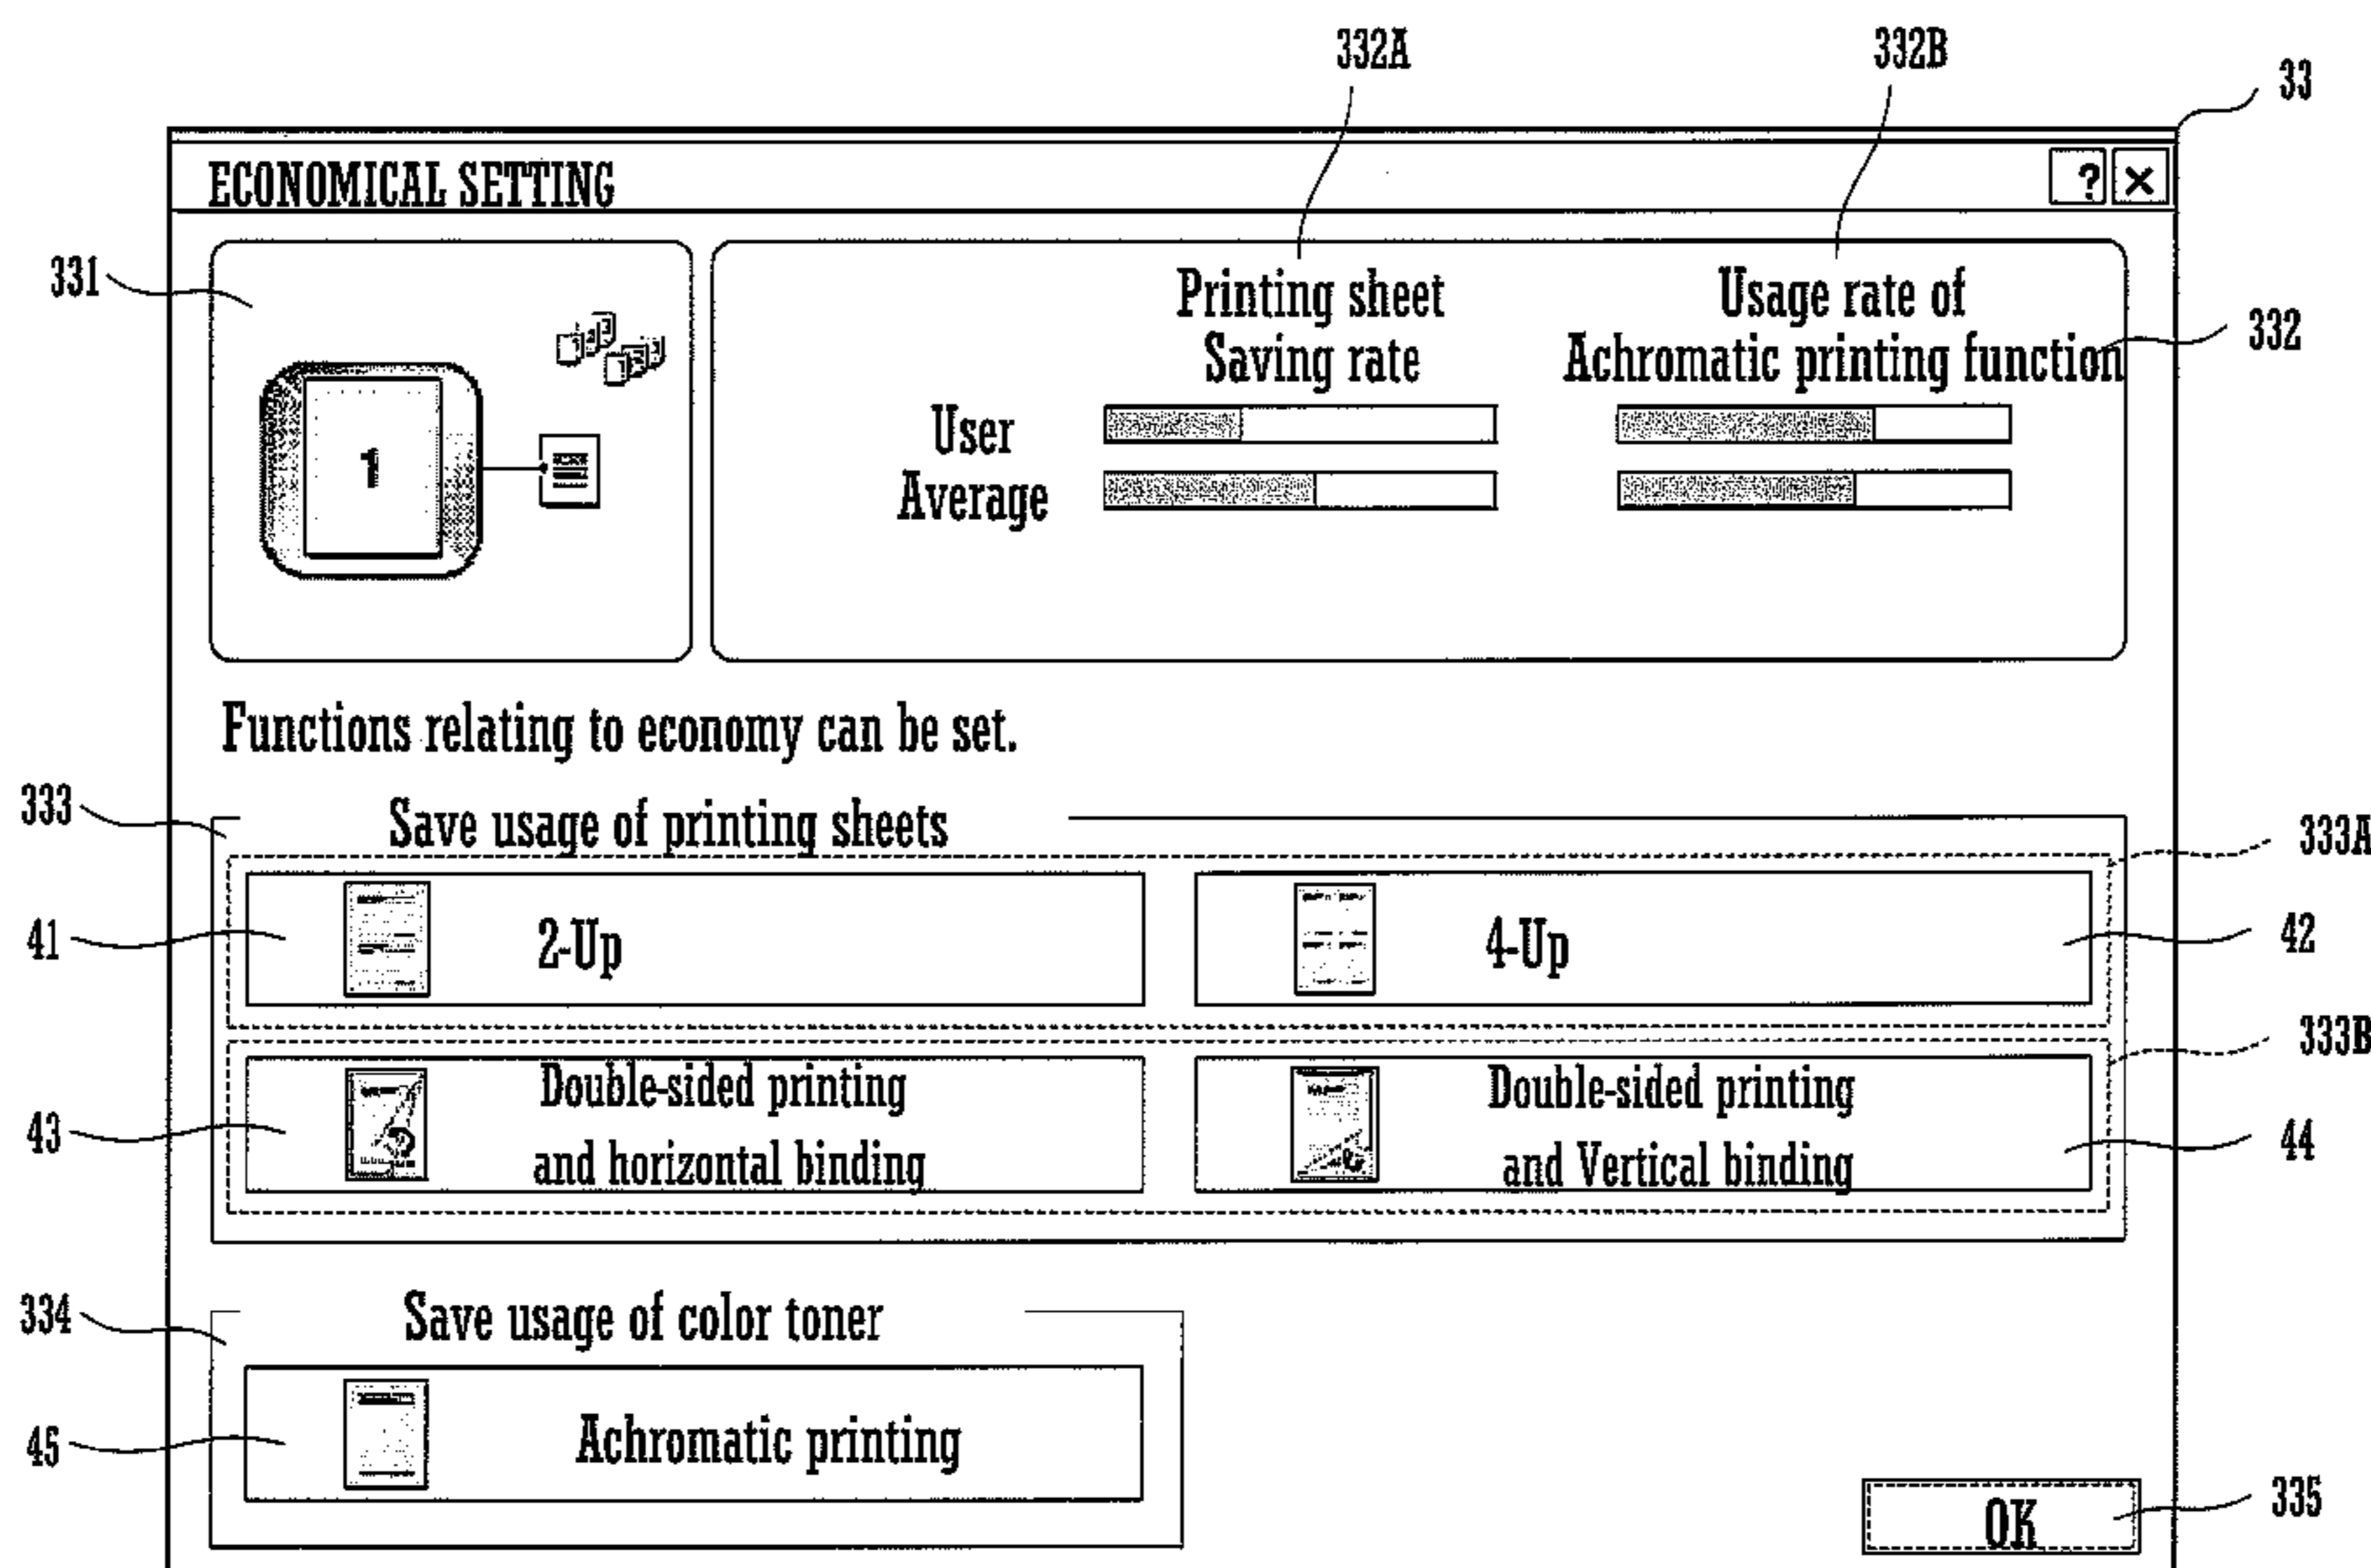 332A
332B
33
ECONOMICAL SETTING
? ×
331
Printing sheet
Saving rate
Usage rate of
Achromatic printing function
332
1
User
Average
Functions relating to economy can be set.
333
Save usage of printing sheets
333A
41
2-Up
4-Up
42
333B
43
Double-sided printing
and horizontal binding
Double-sided printing
and Vertical binding
44
334
Save usage of color toner
45
Achromatic printing
OK
335